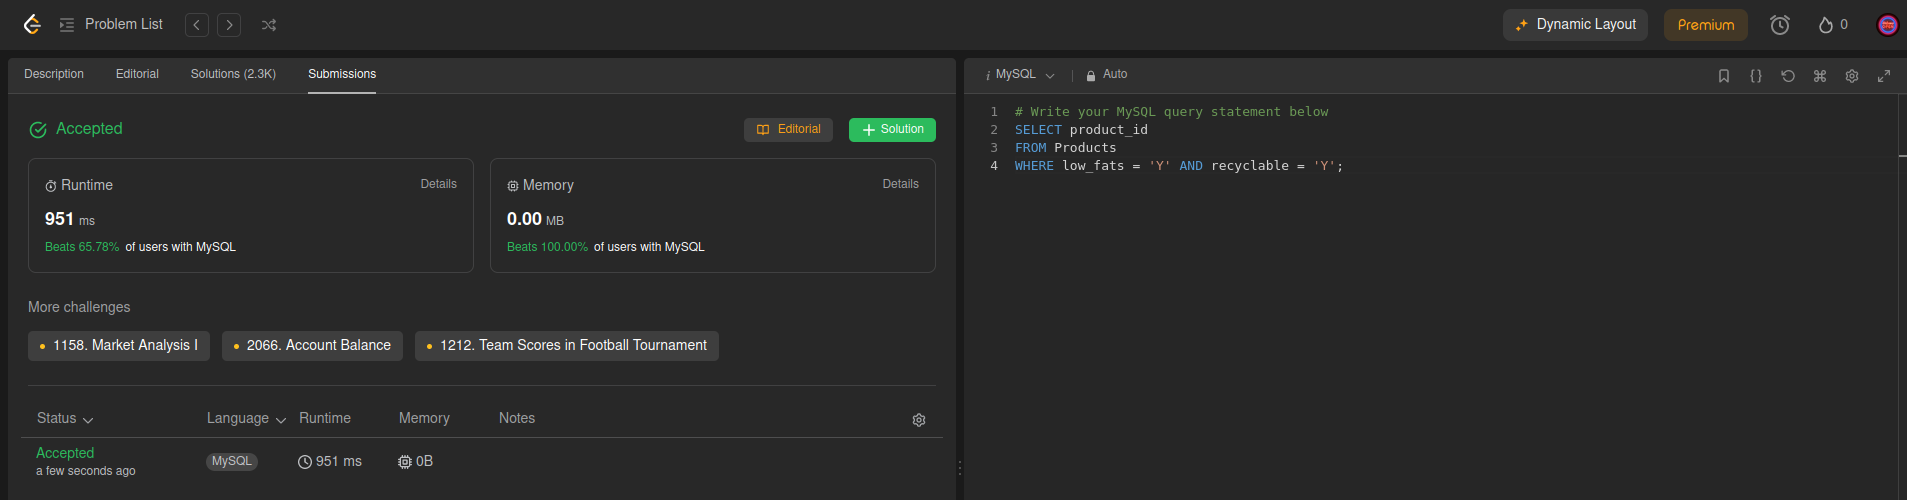 Problem List
Dynamic Layout
Premium
0
Description Editorial Solutions (2.3K) Submissions
Accepted
Editorial
Solution
Runtime Details
951 ms
Beats 65.78% of users with MySQL
Memory Details
0.00 MB
Beats 100.00% of users with MySQL
More challenges
1158. Market Analysis I
2066. Account Balance
1212. Team Scores in Football Tournament
Status Language Runtime Memory Notes
Accepted
a few seconds ago
MySQL
951 ms
0B
i MySQL | Auto
1 # Write your MySQL query statement below
2 SELECT product_id
3 FROM Products
4 WHERE low_fats = 'Y' AND recyclable = 'Y';